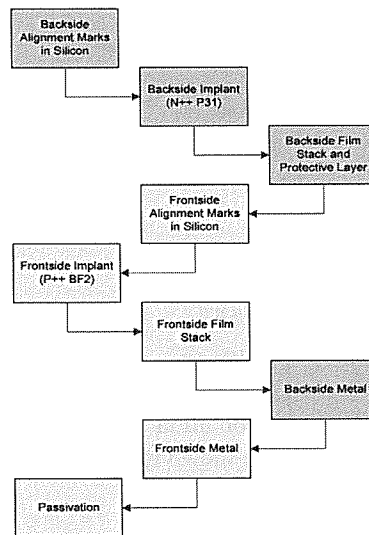 Backside
Alignment Marks
in Silicon
Backside Implant
(N++ P31)
Backside Film
Stack and
Protective Layer
Frontside
Alignment Marks
in Silicon
Frontside Implant
(P++ BF2)
Frontside Film
Stack
Backside Metal
Frontside Metal
Passivation